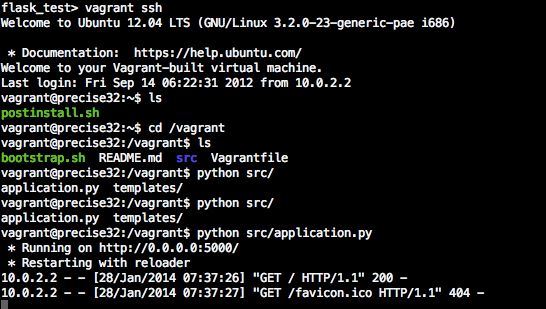 flask_test> vagrant ssh
Welcome to Ubuntu 12.04 LTS (GNU/Linux 3.2.0-23-generic-pae i686)
* Documentation:  https://help.ubuntu.com/
Welcome to your Vagrant-built virtual machine.
Last login: Fri Sep 14 06:22:31 2012 from 10.0.2.2
vagrant@precise32:~$ ls
postinstall.sh
vagrant@precise32:~$ cd /vagrant
vagrant@precise32:/vagrant$ ls
bootstrap.sh  README.md  src  Vagrantfile
vagrant@precise32:/vagrant$ python src/
application.py  templates/
vagrant@precise32:/vagrant$ python src/
application.py  templates/
vagrant@precise32:/vagrant$ python src/application.py
* Running on http://0.0.0.0:5000/
* Restarting with reloader
10.0.2.2 - - [28/Jan/2014 07:37:26] "GET / HTTP/1.1" 200 -
10.0.2.2 - - [28/Jan/2014 07:37:27] "GET /favicon.ico HTTP/1.1" 404 -